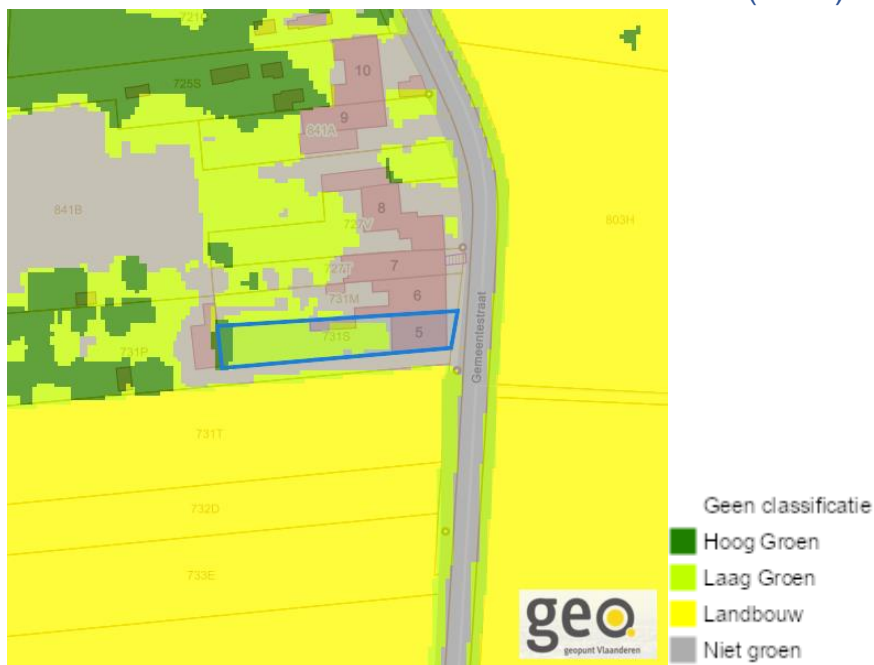 725S
10
9
841A
841B
8
727V
803H
7
727T
6
731M
5
731S
731P
Gemeentestraat
731T
732D
733E
geo
geopunt Vlaanderen
Geen classificatie
Hoog Groen
Laag Groen
Landbouw
Niet groen